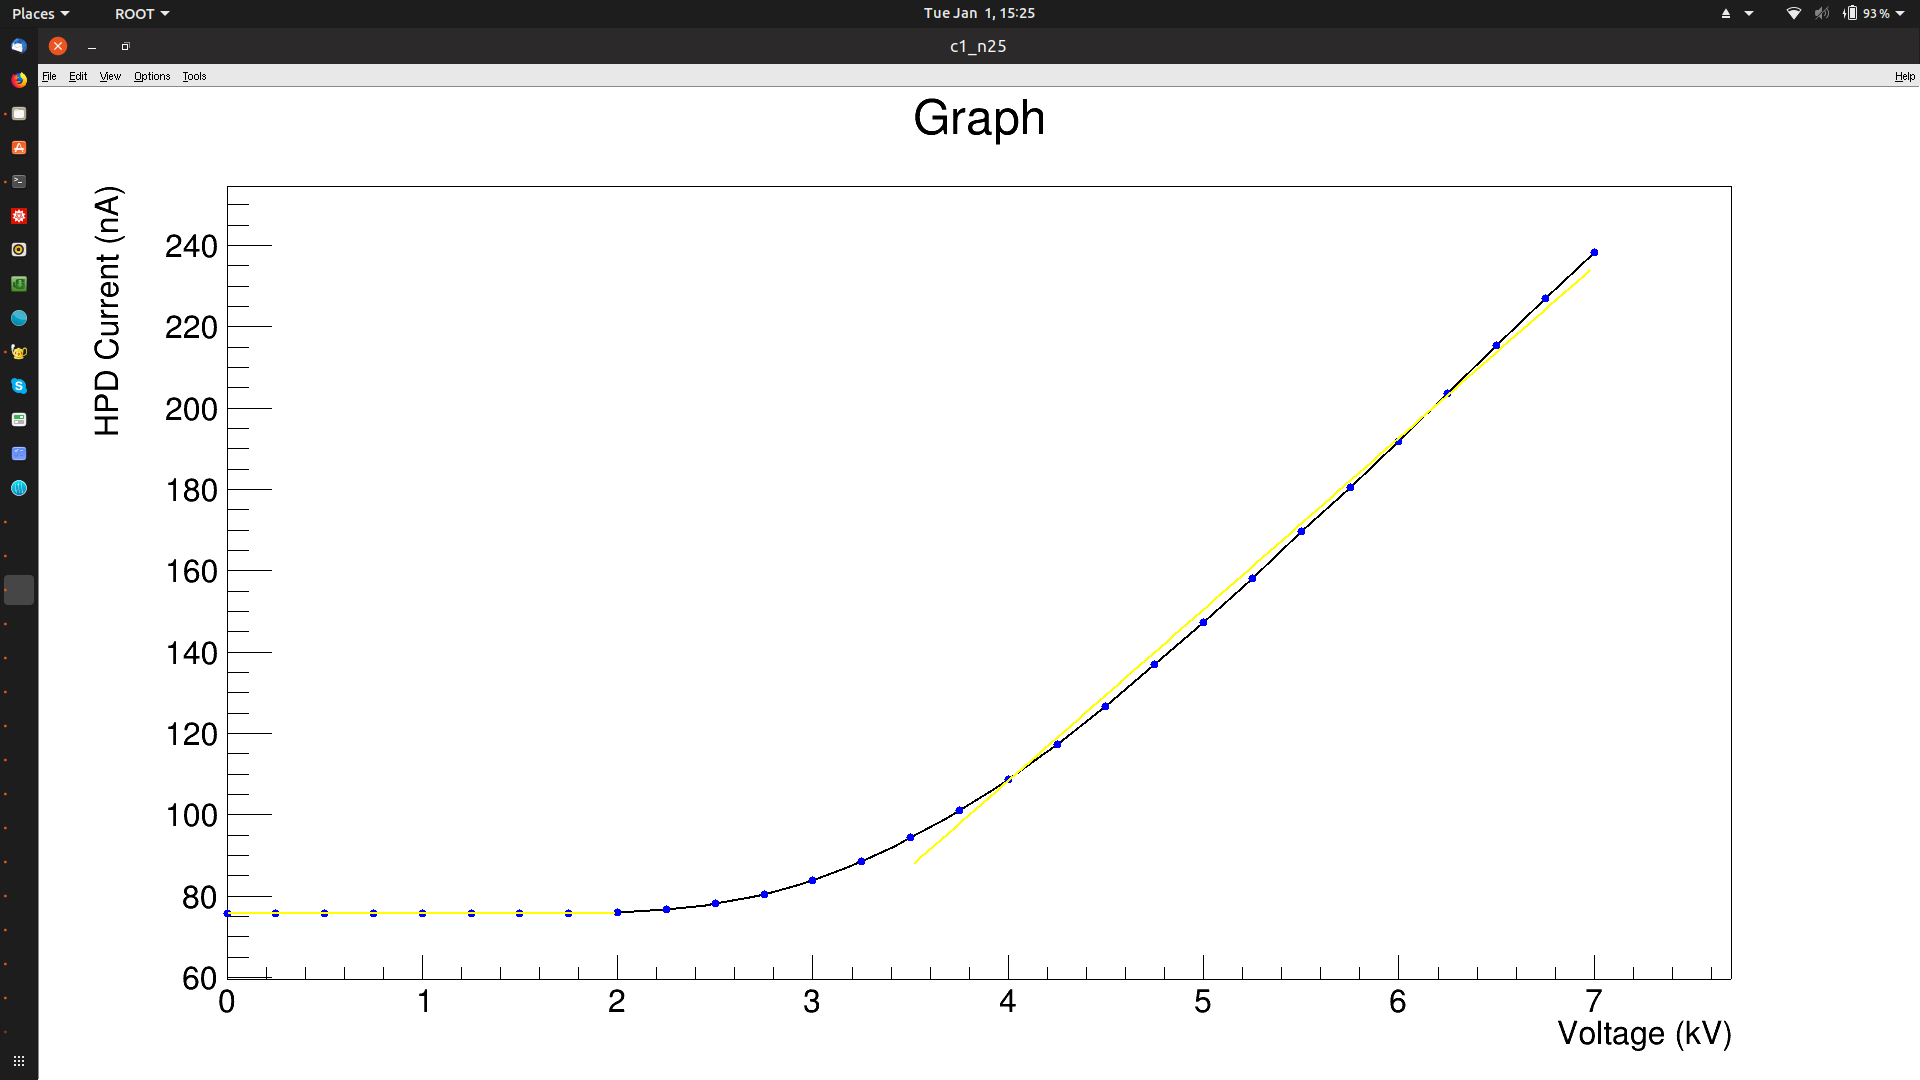 Places ROOT Tue Jan 1, 15:25 93%
c1_n25
File Edit View Options Tools Help
Graph
HPD Current (nA)
240
220
200
180
160
140
120
100
80
60
0 1 2 3 4 5 6 7
Voltage (kV)